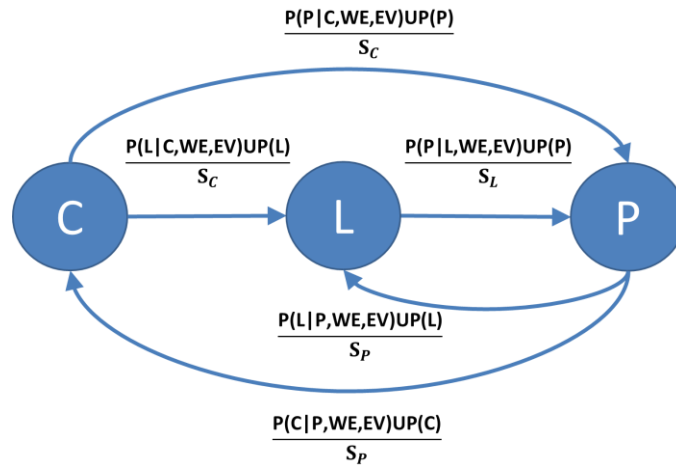 P(P|C,WE,EV)UP(P)
S_C
P(L|C,WE,EV)UP(L)
S_C
P(P|L,WE,EV)UP(P)
S_L
C
L
P
P(L|P,WE,EV)UP(L)
S_P
P(C|P,WE,EV)UP(C)
S_P